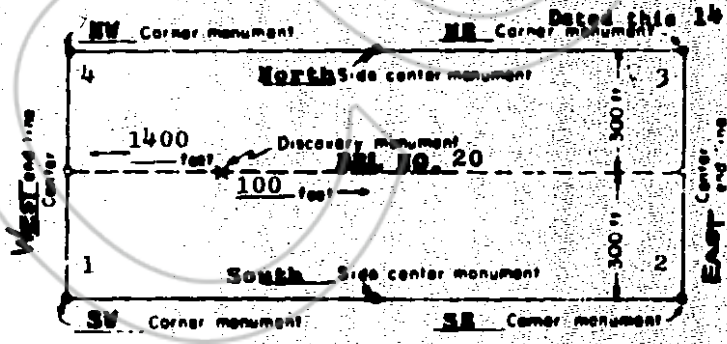 Dated this 14
NW Corner monument
NE Corner monument
4
North Side center monument
3
300 ft
1400 feet
Discovery monument
NO. 20
100 feet
WEST end line
Center
EAST end line
Center
300 ft
1
South Side center monument
2
SW Corner monument
SE Corner monument